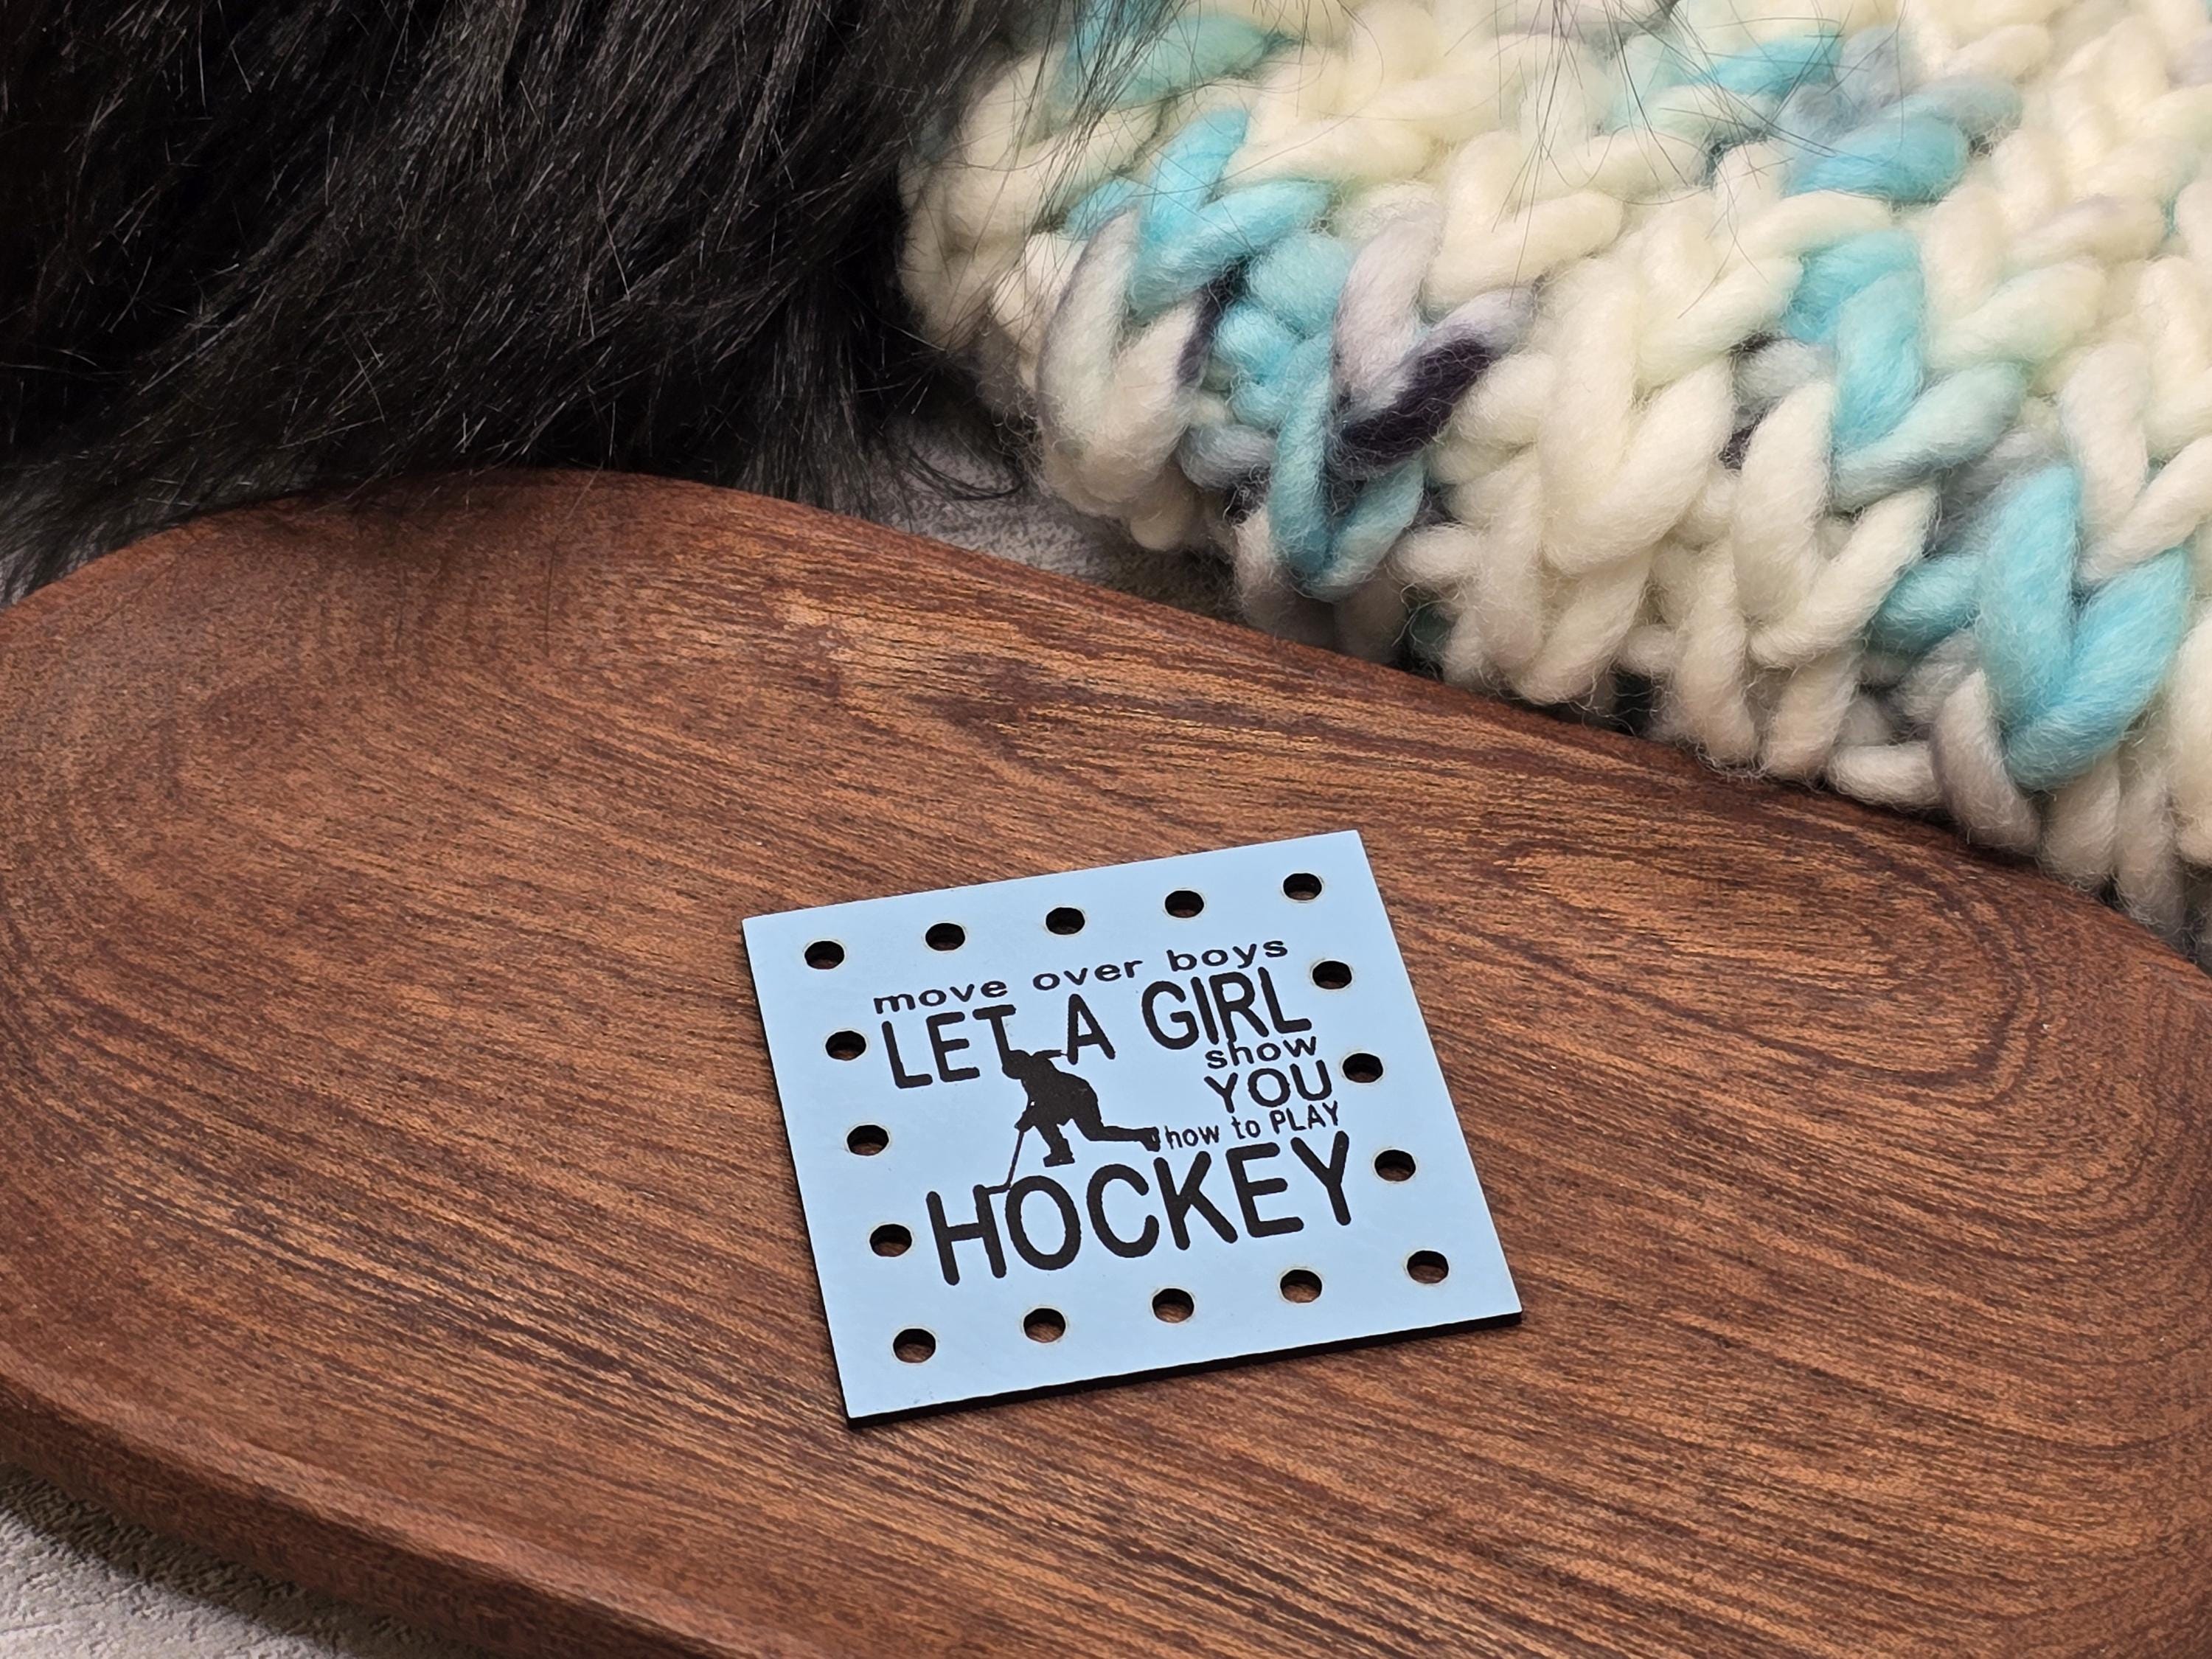 move over boys
LET A GIRL
show
YOU
how to PLAY
HOCKEY